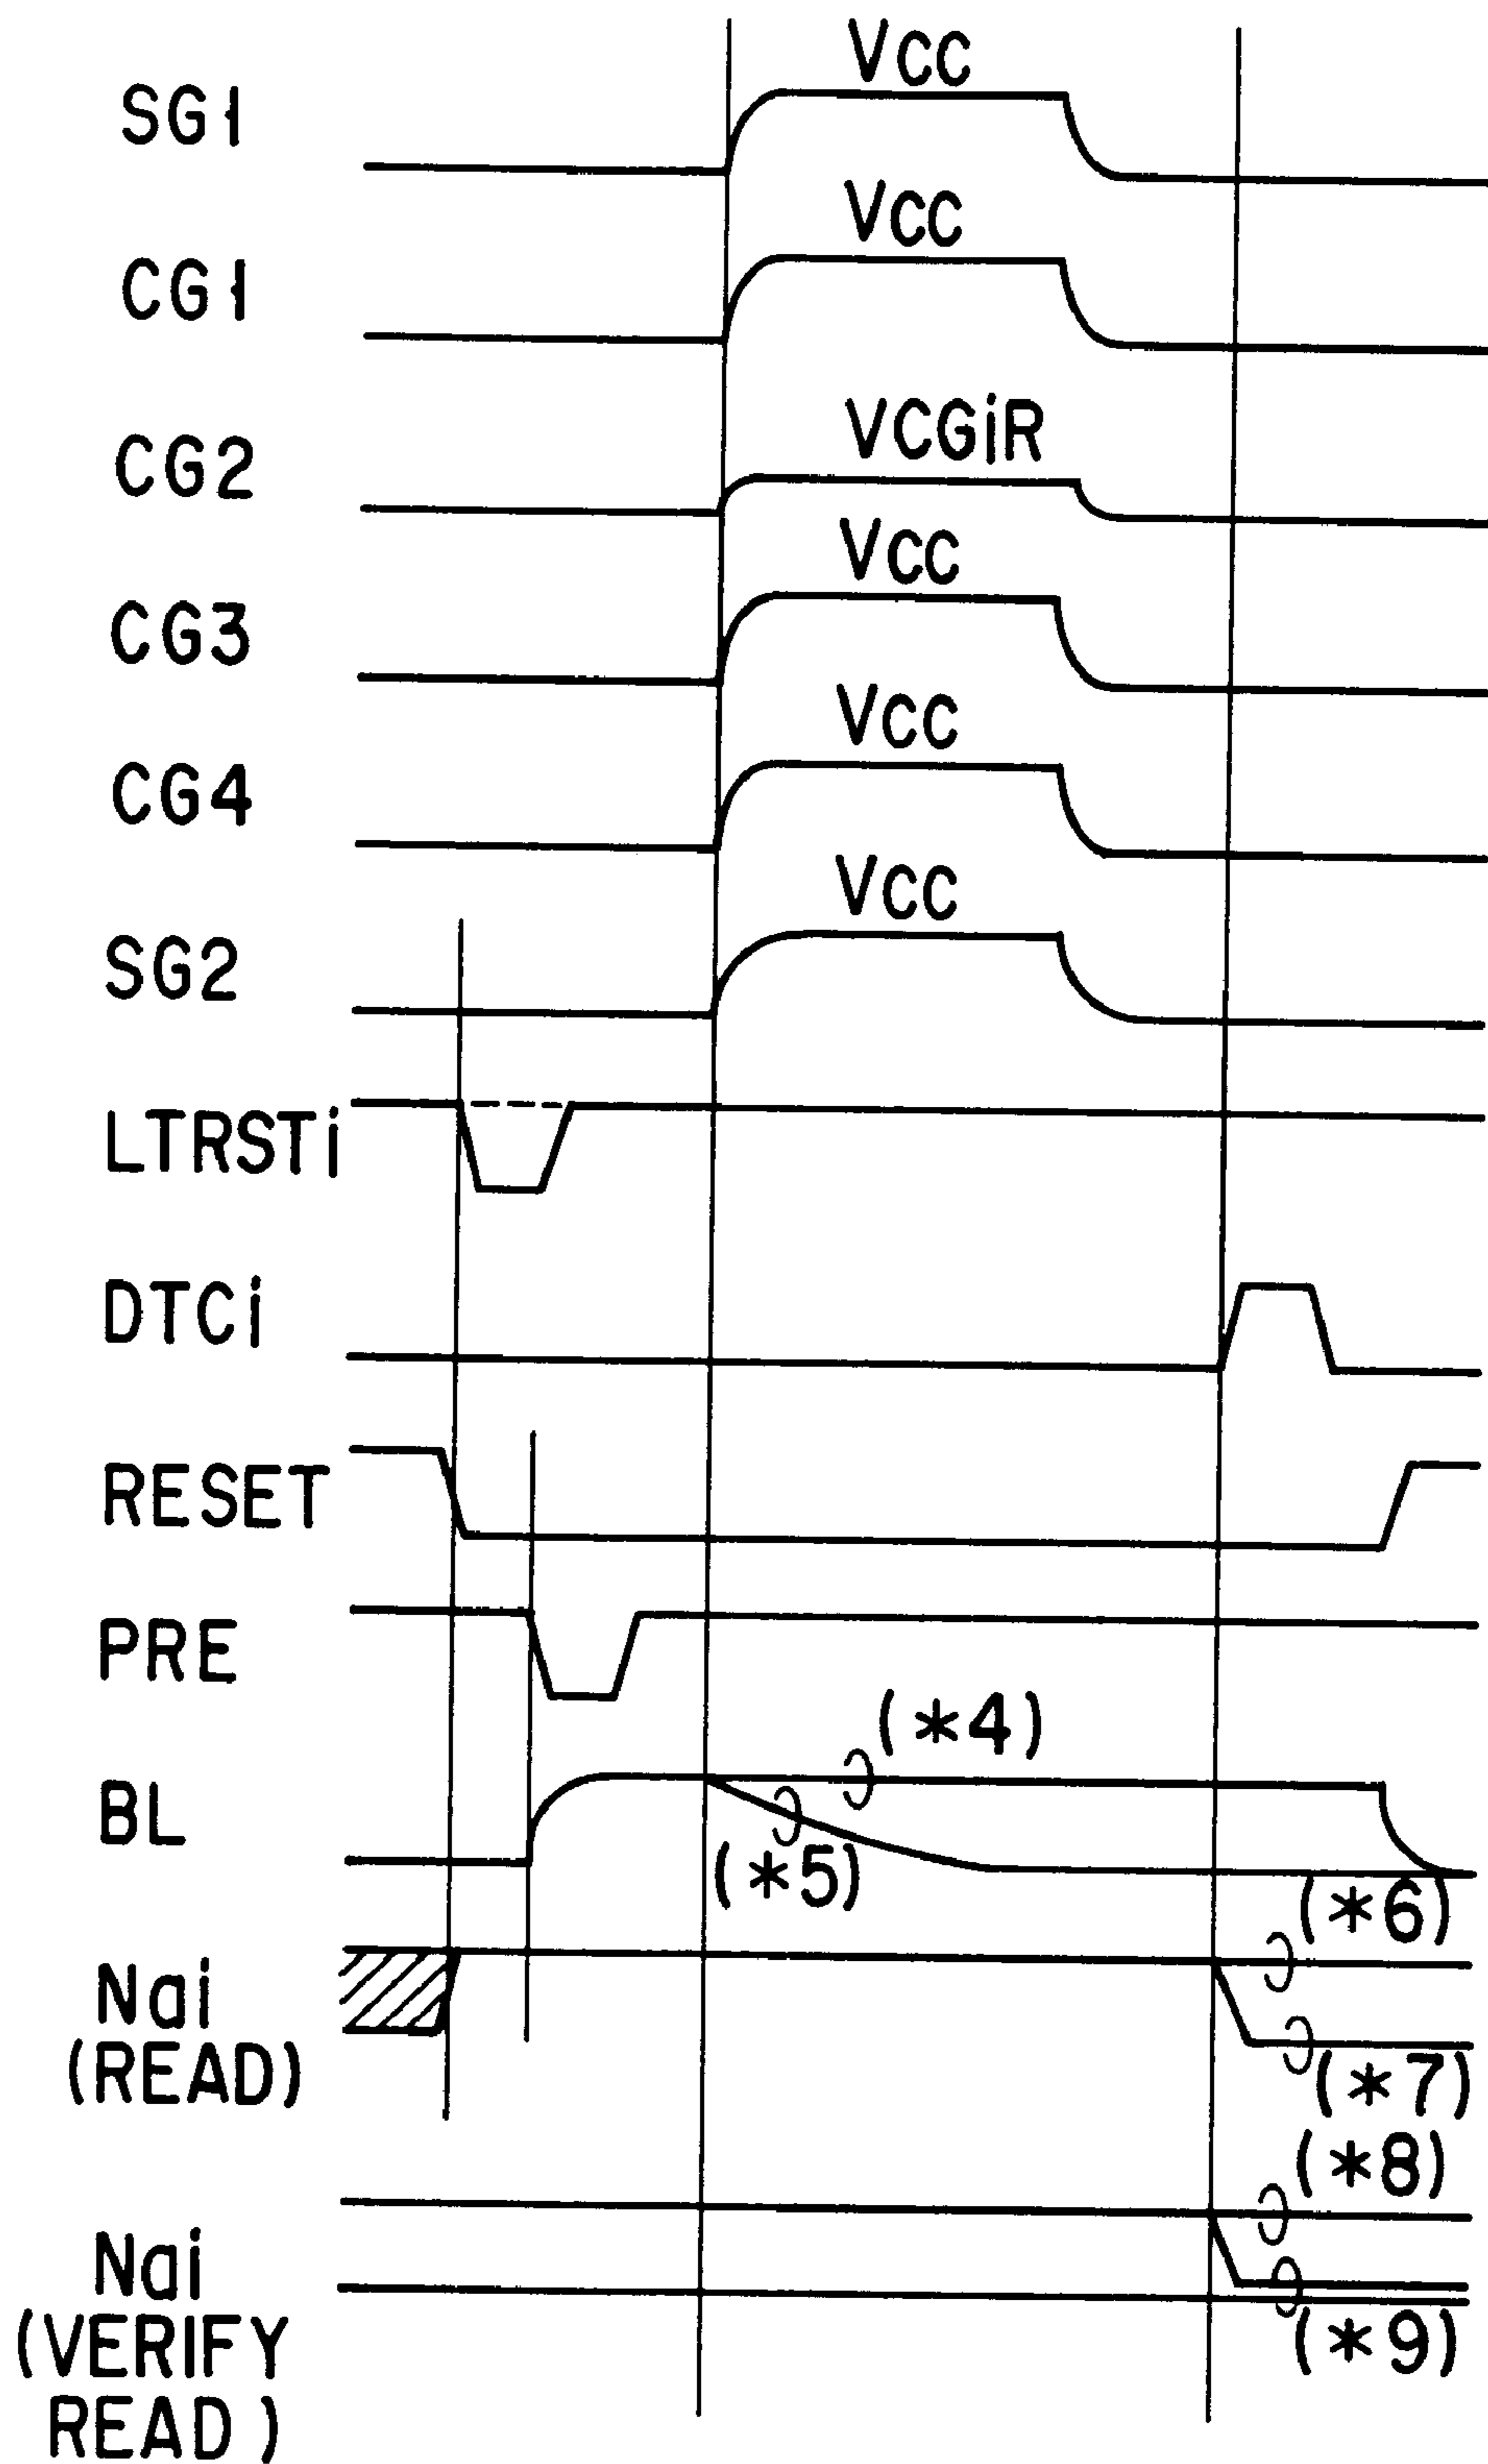 VCC
SG1
VCC
CG1
VCGiR
CG2
VCC
CG3
VCC
CG4
VCC
SG2
LTRSTi
DTCi
RESET
PRE
(*4)
BL
(*5)
(*6)
Nai
(READ)
(*7)
(*8)
Nai
(VERIFY
READ)
(*9)